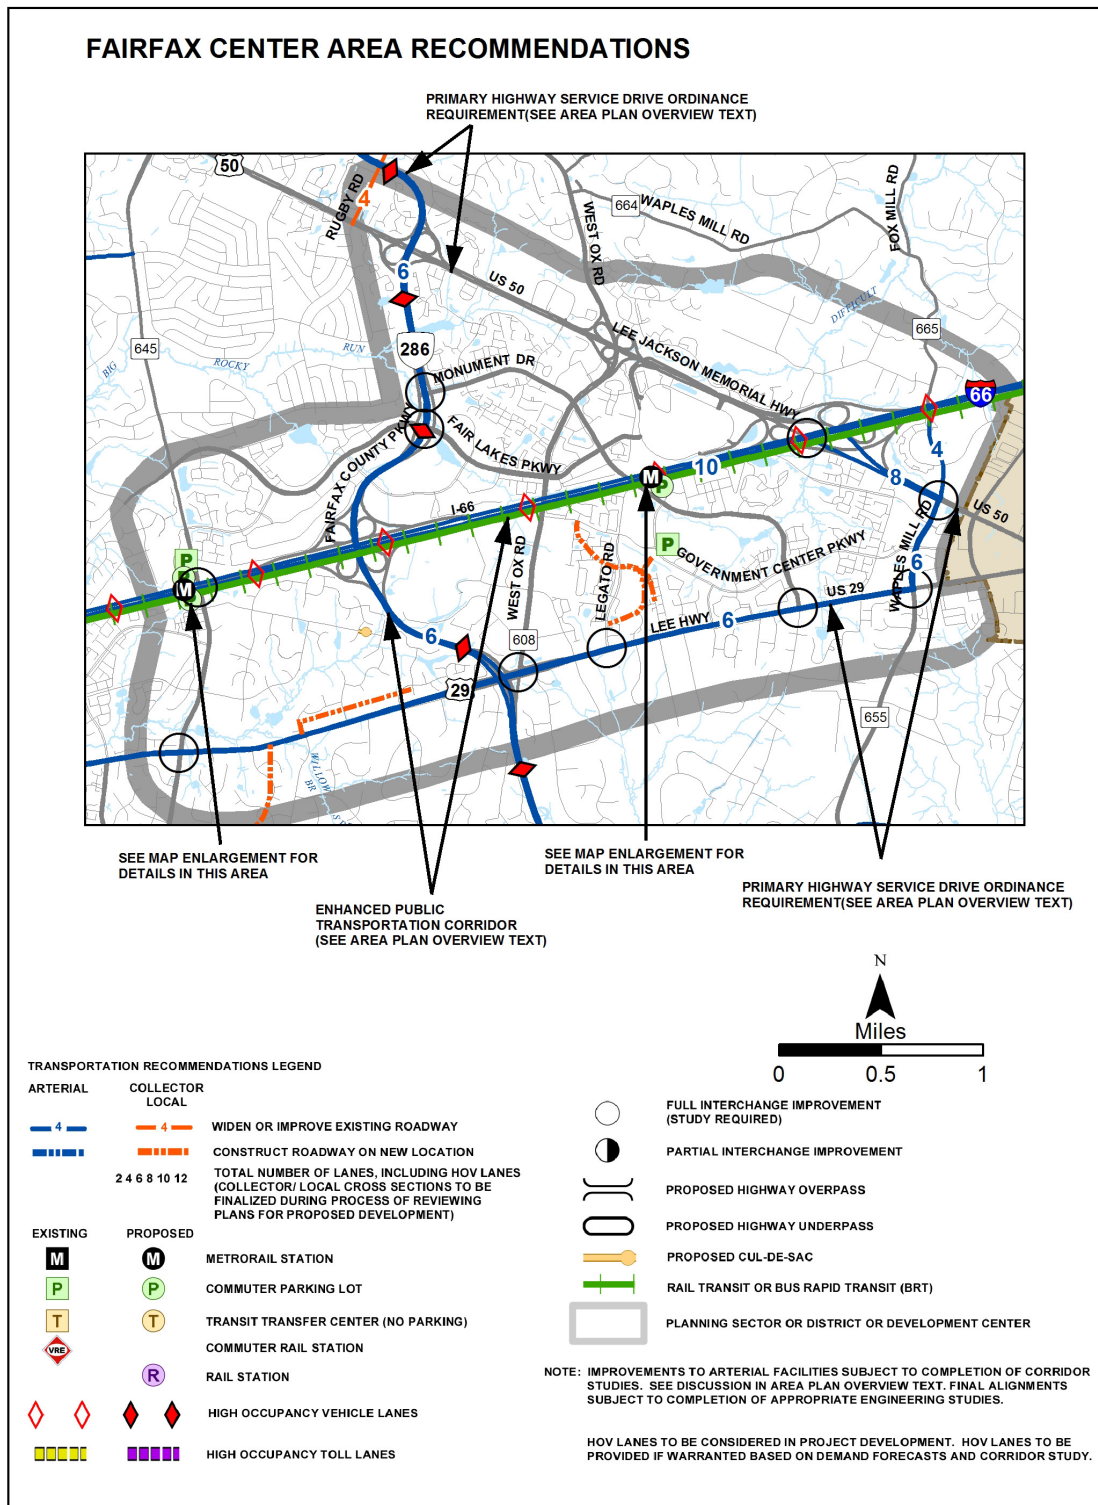 FAIRFAX CENTER AREA RECOMMENDATIONS
PRIMARY HIGHWAY SERVICE DRIVE ORDINANCE
REQUIREMENT(SEE AREA PLAN OVERVIEW TEXT)
50
RUGBY RD
4
6
US 50
WEST OX RD
664
WAPLES MILL RD
FOX MILL RD
DIFFICULT
665
645
BIG
ROCKY
RUN
286
MONUMENT DR
LEE JACKSON MEMORIAL HWY
66
FAIRFAX COUNTY PKWY
FAIR LAKES PKWY
10
4
8
M
P
I-66
US 50
P
P
M
WEST OX RD
LEGATO RD
GOVERNMENT CENTER PKWY
WAPLES MILL RD
6
US 29
LEE HWY
6
6
608
29
655
WILLOW
BR
SEE MAP ENLARGEMENT FOR
DETAILS IN THIS AREA
SEE MAP ENLARGEMENT FOR
DETAILS IN THIS AREA
ENHANCED PUBLIC
TRANSPORTATION CORRIDOR
(SEE AREA PLAN OVERVIEW TEXT)
PRIMARY HIGHWAY SERVICE DRIVE ORDINANCE
REQUIREMENT(SEE AREA PLAN OVERVIEW TEXT)
N
Miles
0 0.5 1
TRANSPORTATION RECOMMENDATIONS LEGEND
ARTERIAL COLLECTOR
LOCAL
4 4 WIDEN OR IMPROVE EXISTING ROADWAY
CONSTRUCT ROADWAY ON NEW LOCATION
2 4 6 8 10 12 TOTAL NUMBER OF LANES, INCLUDING HOV LANES
(COLLECTOR/ LOCAL CROSS SECTIONS TO BE
FINALIZED DURING PROCESS OF REVIEWING
PLANS FOR PROPOSED DEVELOPMENT)
EXISTING PROPOSED
M M METRORAIL STATION
P P COMMUTER PARKING LOT
T T TRANSIT TRANSFER CENTER (NO PARKING)
VRE COMMUTER RAIL STATION
R RAIL STATION
HIGH OCCUPANCY VEHICLE LANES
HIGH OCCUPANCY TOLL LANES
FULL INTERCHANGE IMPROVEMENT
(STUDY REQUIRED)
PARTIAL INTERCHANGE IMPROVEMENT
PROPOSED HIGHWAY OVERPASS
PROPOSED HIGHWAY UNDERPASS
PROPOSED CUL-DE-SAC
RAIL TRANSIT OR BUS RAPID TRANSIT (BRT)
PLANNING SECTOR OR DISTRICT OR DEVELOPMENT CENTER
NOTE: IMPROVEMENTS TO ARTERIAL FACILITIES SUBJECT TO COMPLETION OF CORRIDOR
STUDIES. SEE DISCUSSION IN AREA PLAN OVERVIEW TEXT. FINAL ALIGNMENTS
SUBJECT TO COMPLETION OF APPROPRIATE ENGINEERING STUDIES.
HOV LANES TO BE CONSIDERED IN PROJECT DEVELOPMENT. HOV LANES TO BE
PROVIDED IF WARRANTED BASED ON DEMAND FORECASTS AND CORRIDOR STUDY.